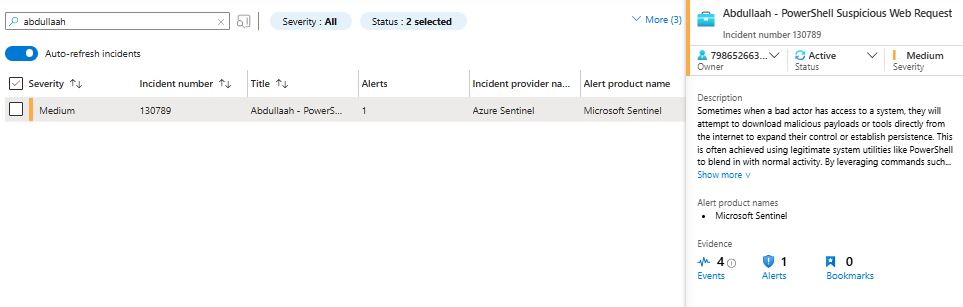 abdullaah
Severity : All
Status : 2 selected
More (3)
Auto-refresh incidents
Severity
Incident number
Title
Alerts
Incident provider na...
Alert product name
Medium
130789
Abdullaah - PowerS...
1
Azure Sentinel
Microsoft Sentinel
Abdullaah - PowerShell Suspicious Web Request
Incident number 130789
798652663...
Owner
Active
Status
Medium
Severity
Description
Sometimes when a bad actor has access to a system, they will
attempt to download malicious payloads or tools directly from
the internet to expand their control or establish persistence. This
is often achieved using legitimate system utilities like PowerShell
to blend in with normal activity. By leveraging commands such...
Show more
Alert product names
• Microsoft Sentinel
Evidence
4
Events
1
Alerts
0
Bookmarks